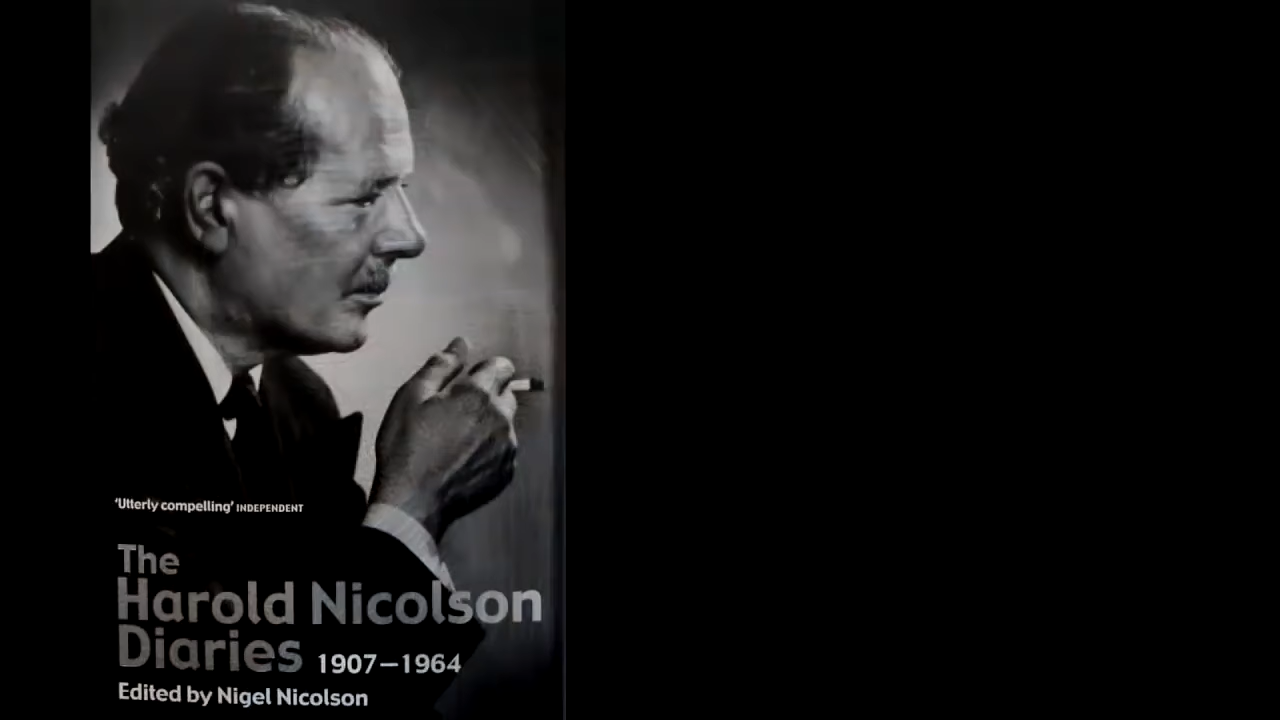 ‘Utterly compelling’ INDEPENDENT
The
Harold Nicolson
Diaries 1907–1964
Edited by Nigel Nicolson